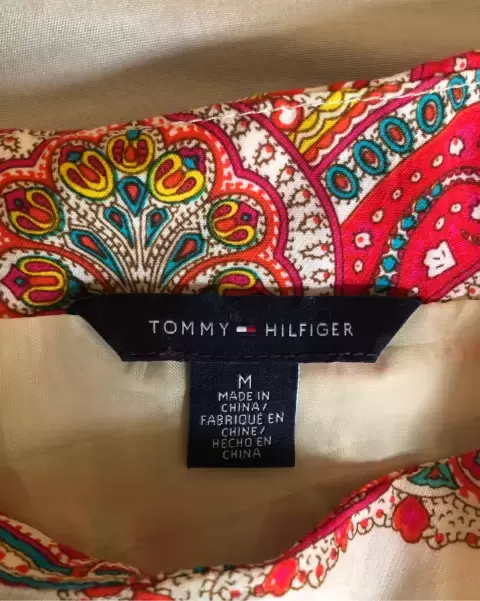 TOMMY HILFIGER
M
MADE IN
CHINA/
FABRIQUÉ EN
CHINE/
HECHO EN
CHINA